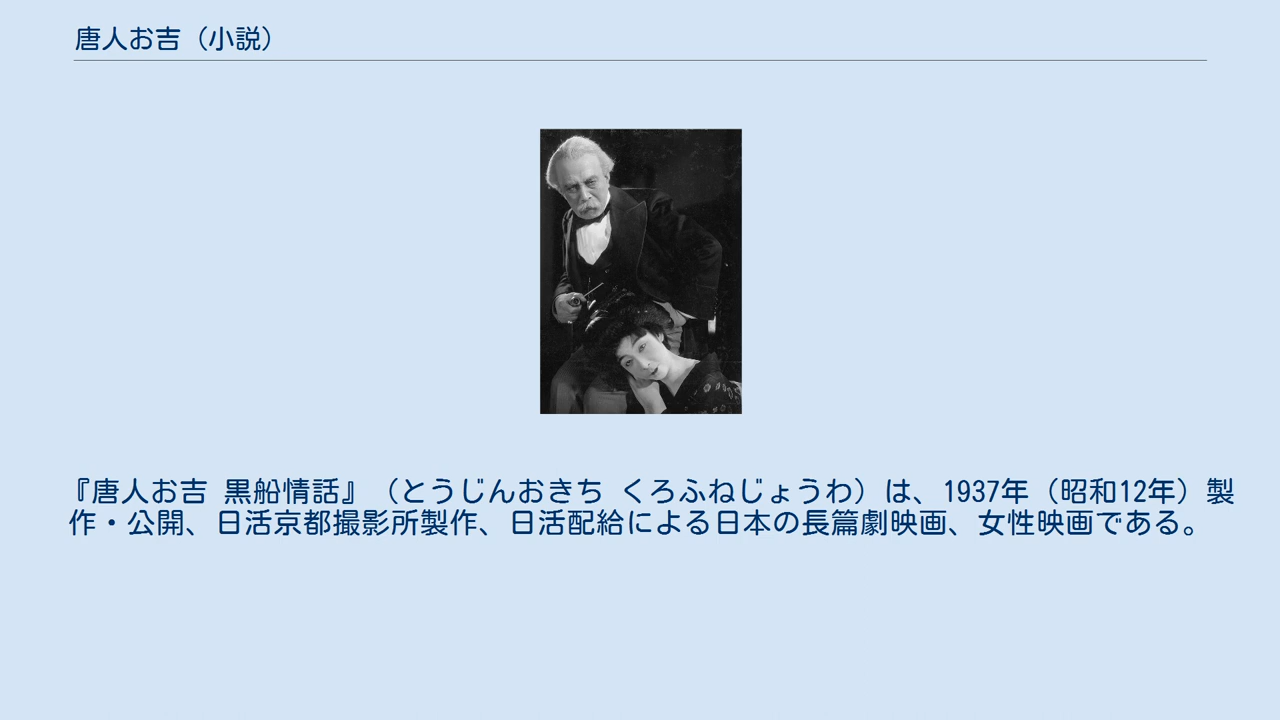 唐人お吉（小説）
『唐人お吉 黒船情話』（とうじんおきち くろふねじょうわ）は、1937年（昭和12年）製
作・公開、日活京都撮影所製作、日活配給による日本の長篇劇映画、女性映画である。